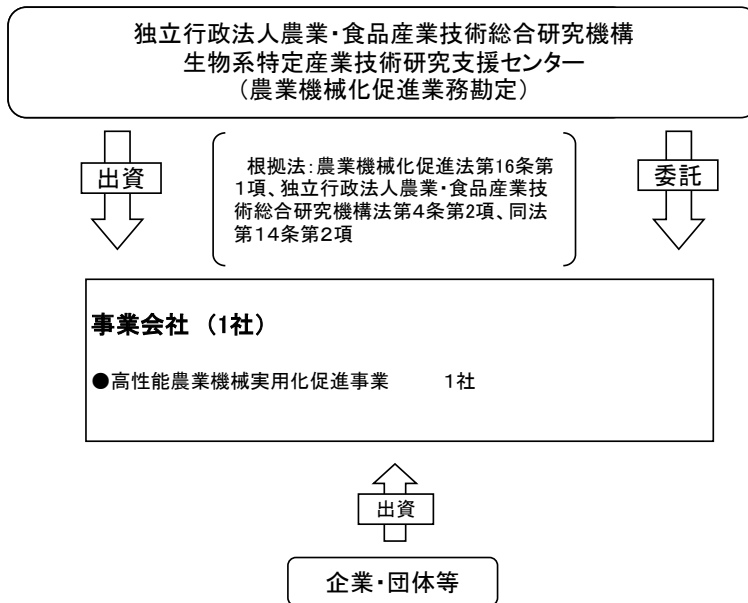 独立行政法人農業・食品産業技術総合研究機構
生物系特定産業技術研究支援センター
（農業機械化促進業務勘定）
出資
根拠法：農業機械化促進法第16条第
1項、独立行政法人農業・食品産業技
術総合研究機構法第４条第２項、同法
第１４条第２項
委託
事業会社 （1社）
●高性能農業機械実用化促進事業　　　１社
出資
企業・団体等